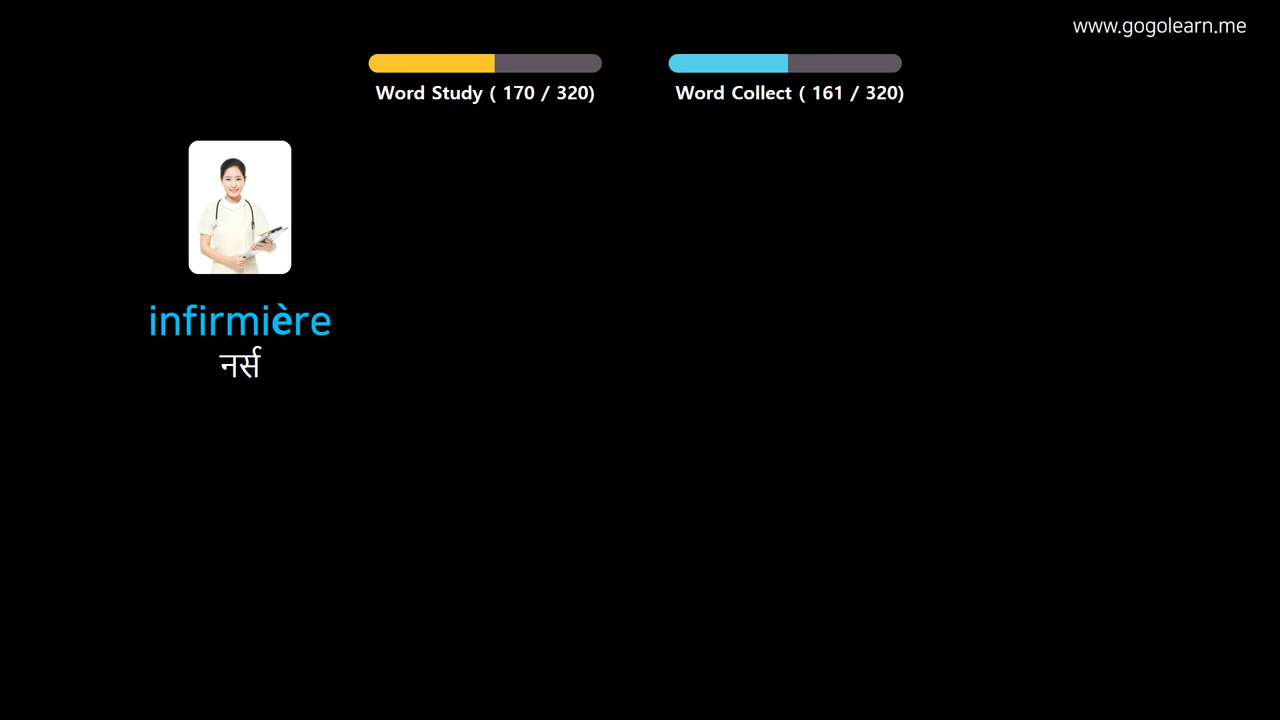 www.gogolearn.me
Word Study ( 170 / 320)
Word Collect ( 161 / 320)
infirmière
नर्स